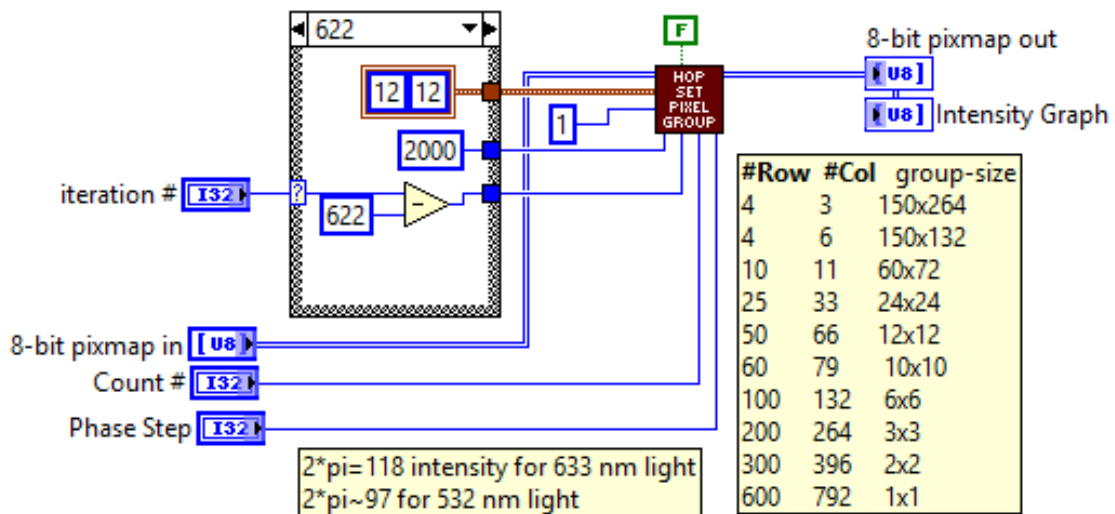 622
F
8-bit pixmap out
[U8]
HOP
SET
PIXEL
GROUP
12 12
[U8] Intensity Graph
1
2000
iteration # I32
?
622
-
#Row #Col group-size
4 3 150x264
4 6 150x132
10 11 60x72
25 33 24x24
50 66 12x12
60 79 10x10
100 132 6x6
200 264 3x3
300 396 2x2
600 792 1x1
8-bit pixmap in [U8]
Count # I32
Phase Step I32
2*pi=118 intensity for 633 nm light
2*pi~97 for 532 nm light